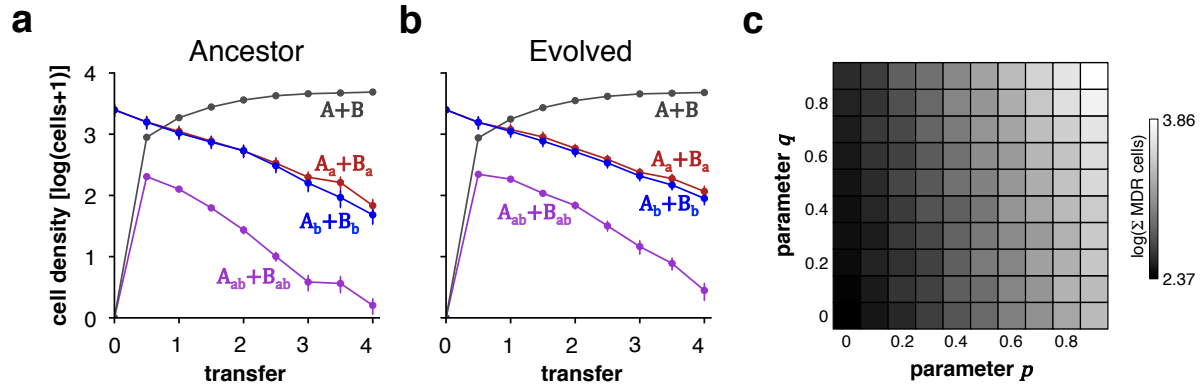 a
b
c
Ancestor
Evolved
cell density [log(cells+1)]
4
3
2
1
0
A+B
Aa+Ba
Ab+Bb
Aab+Bab
0 1 2 3 4
transfer
A+B
Aa+Ba
Ab+Bb
Aab+Bab
0 1 2 3 4
transfer
parameter q
0.8
0.6
0.4
0.2
0
0 0.2 0.4 0.6 0.8
parameter p
3.86
2.37
log(Σ MDR cells)